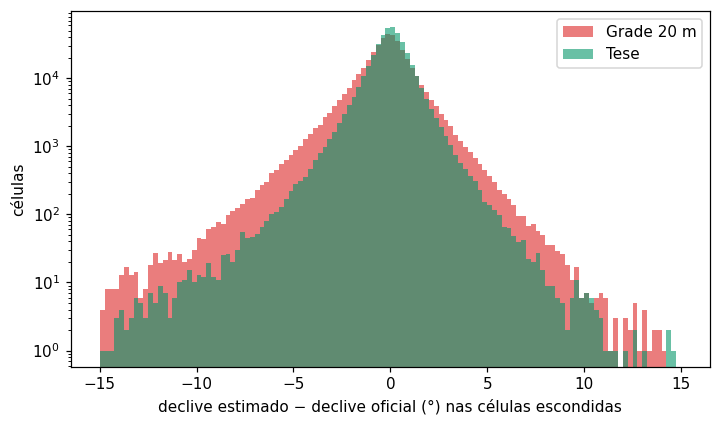 Grade 20 m
Tese
células
10⁴
10³
10²
10¹
10⁰
−15 −10 −5 0 5 10 15
declive estimado − declive oficial (°) nas células escondidas